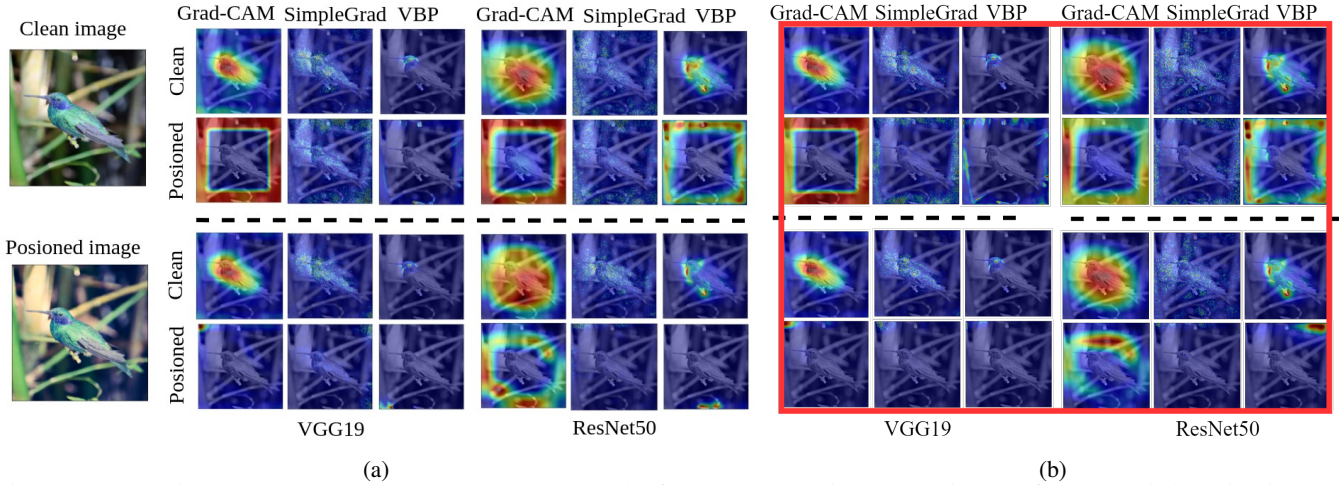 Grad-CAM SimpleGrad VBP Grad-CAM SimpleGrad VBP Grad-CAM SimpleGrad VBP Grad-CAM SimpleGrad VBP
Clean image
Clean
Posioned
Posioned image
Clean
Posioned
VGG19 ResNet50 VGG19 ResNet50
(a) (b)